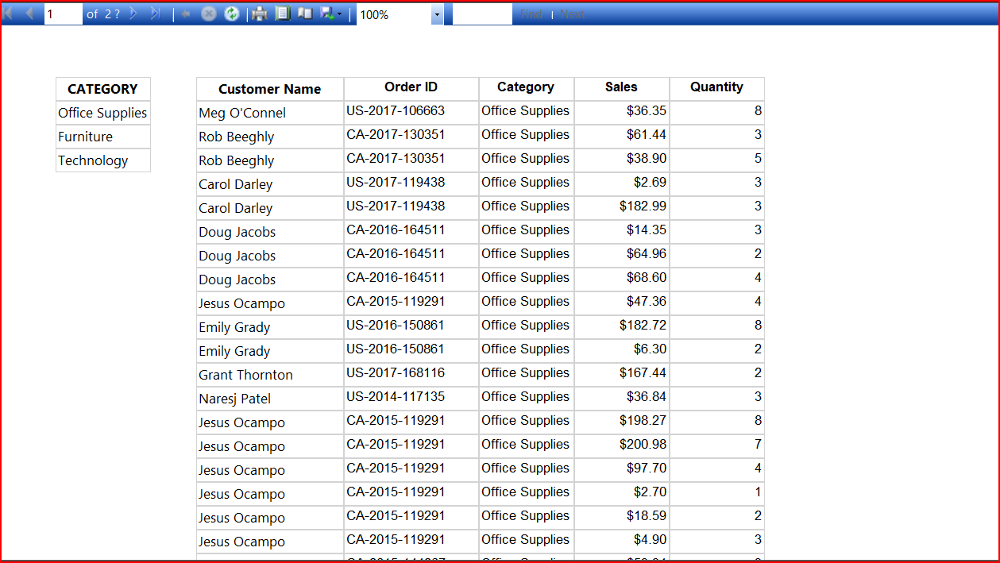 1 of 2 ? 100% Find | Next
CATEGORY
Office Supplies
Furniture
Technology
Customer Name Order ID Category Sales Quantity
Meg O'Connel US-2017-106663 Office Supplies $36.35 8
Rob Beeghly CA-2017-130351 Office Supplies $61.44 3
Rob Beeghly CA-2017-130351 Office Supplies $38.90 5
Carol Darley US-2017-119438 Office Supplies $2.69 3
Carol Darley US-2017-119438 Office Supplies $182.99 3
Doug Jacobs CA-2016-164511 Office Supplies $14.35 3
Doug Jacobs CA-2016-164511 Office Supplies $64.96 2
Doug Jacobs CA-2016-164511 Office Supplies $68.60 4
Jesus Ocampo CA-2015-119291 Office Supplies $47.36 4
Emily Grady US-2016-150861 Office Supplies $182.72 8
Emily Grady US-2016-150861 Office Supplies $6.30 2
Grant Thornton US-2017-168116 Office Supplies $167.44 2
Naresj Patel US-2014-117135 Office Supplies $36.84 3
Jesus Ocampo CA-2015-119291 Office Supplies $198.27 8
Jesus Ocampo CA-2015-119291 Office Supplies $200.98 7
Jesus Ocampo CA-2015-119291 Office Supplies $97.70 4
Jesus Ocampo CA-2015-119291 Office Supplies $2.70 1
Jesus Ocampo CA-2015-119291 Office Supplies $18.59 2
Jesus Ocampo CA-2015-119291 Office Supplies $4.90 3